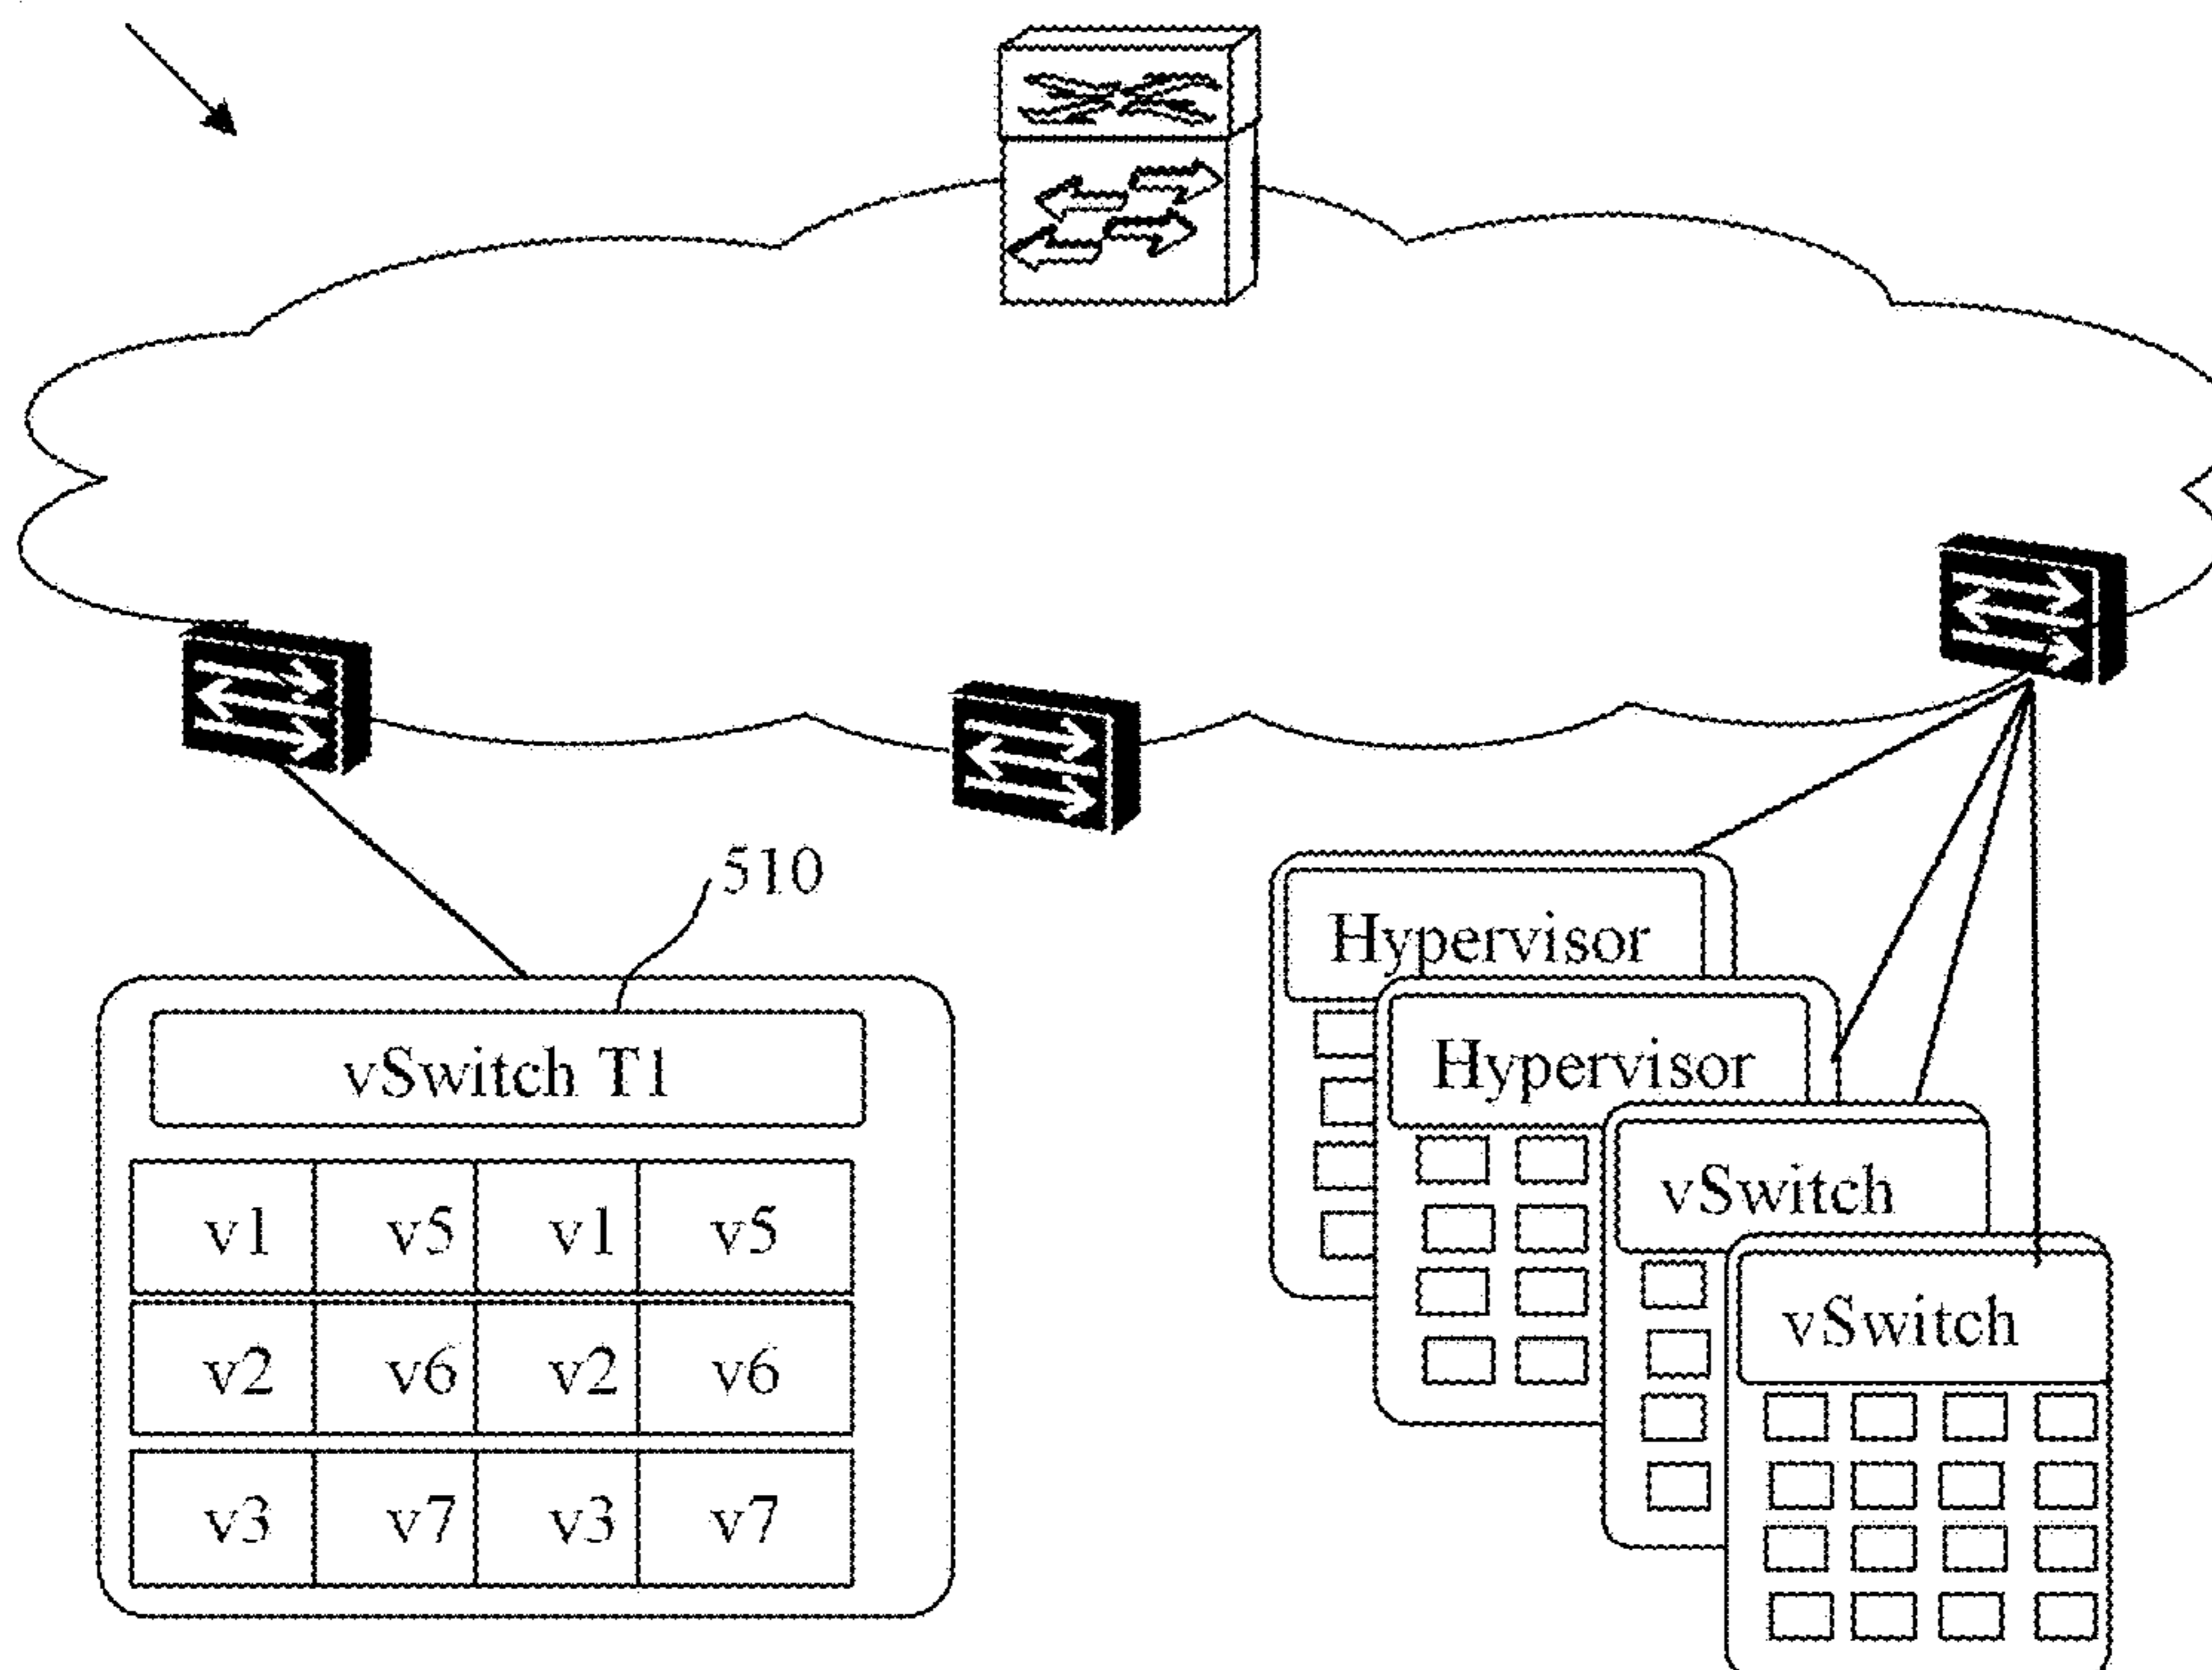 510
Hypervisor
Hypervisor
vSwitch T1
vSwitch
vSwitch
v1 v5 v1 v5
v2 v6 v2 v6
v3 v7 v3 v7